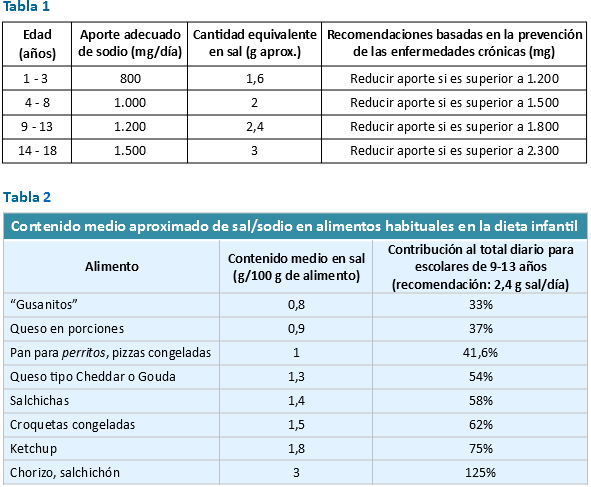 Tabla 1
Edad (años) Aporte adecuado de sodio (mg/día) Cantidad equivalente en sal (g aprox.) Recomendaciones basadas en la prevención de las enfermedades crónicas (mg)
1 - 3 800 1,6 Reducir aporte si es superior a 1.200
4 - 8 1.000 2 Reducir aporte si es superior a 1.500
9 - 13 1.200 2,4 Reducir aporte si es superior a 1.800
14 - 18 1.500 3 Reducir aporte si es superior a 2.300
Tabla 2
Contenido medio aproximado de sal/sodio en alimentos habituales en la dieta infantil
Alimento Contenido medio en sal (g/100 g de alimento) Contribución al total diario para escolares de 9-13 años (recomendación: 2,4 g sal/día)
“Gusanitos” 0,8 33%
Queso en porciones 0,9 37%
Pan para perritos, pizzas congeladas 1 41,6%
Queso tipo Cheddar o Gouda 1,3 54%
Salchichas 1,4 58%
Croquetas congeladas 1,5 62%
Ketchup 1,8 75%
Chorizo, salchichón 3 125%